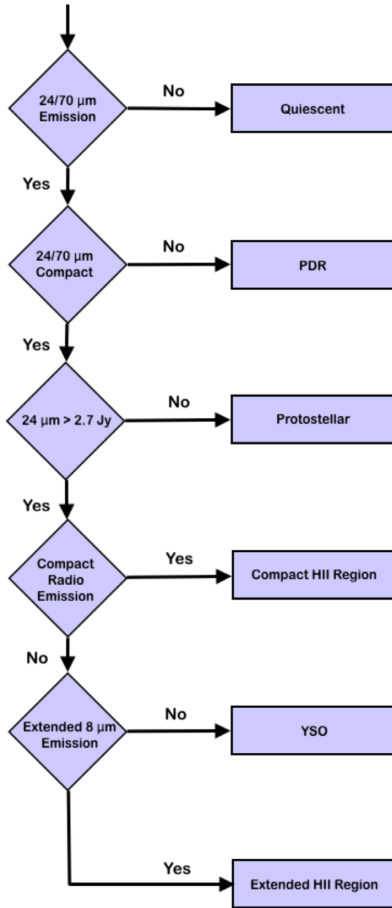 24/70 μm
Emission
No
Quiescent
Yes
24/70 μm
Compact
No
PDR
Yes
24 μm > 2.7 Jy
No
Protostellar
Yes
Compact
Radio
Emission
Yes
Compact HII Region
No
Extended 8 μm
Emission
No
YSO
Yes
Extended HII Region